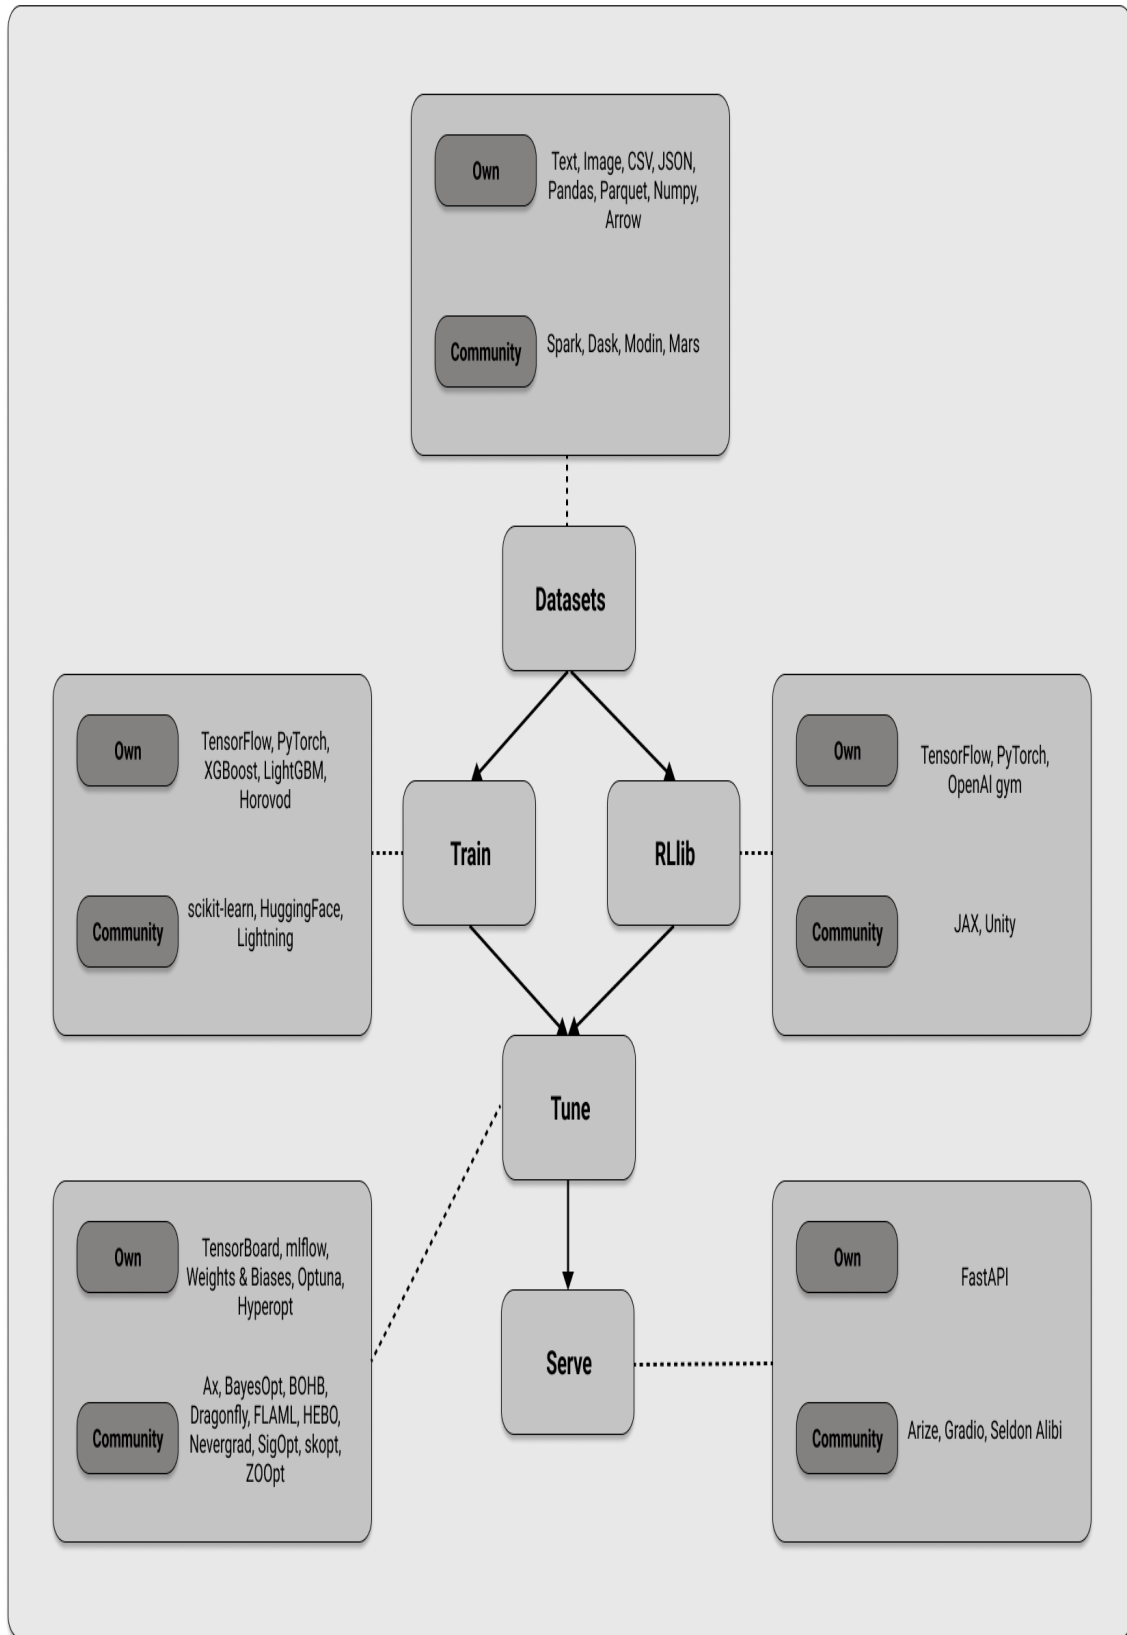 Own
Text, Image, CSV, JSON,
Pandas, Parquet, Numpy,
Arrow
Community
Spark, Dask, Modin, Mars
Datasets
Own
TensorFlow, PyTorch,
XGBoost, LightGBM,
Horovod
Community
scikit-learn, HuggingFace,
Lightning
Train
RLlib
Own
TensorFlow, PyTorch,
OpenAI gym
Community
JAX, Unity
Tune
Own
TensorBoard, mlflow,
Weights & Biases, Optuna,
Hyperopt
Community
Ax, BayesOpt, BOHB,
Dragonfly, FLAML, HEBO,
Nevergrad, SigOpt, skopt,
ZOOpt
Serve
Own
FastAPI
Community
Arize, Gradio, Seldon Alibi